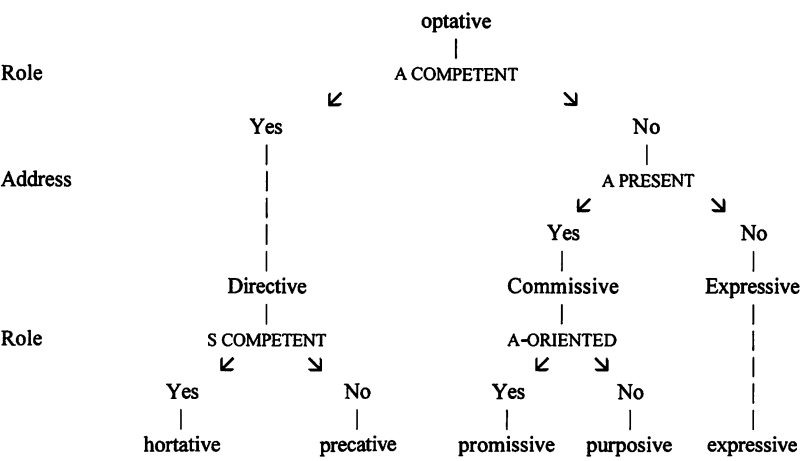 optative
Role A COMPETENT
Yes No
Address A PRESENT
Yes No
Directive Commissive Expressive
Role S COMPETENT A-ORIENTED
Yes No Yes No
hortative precative promissive purposive expressive